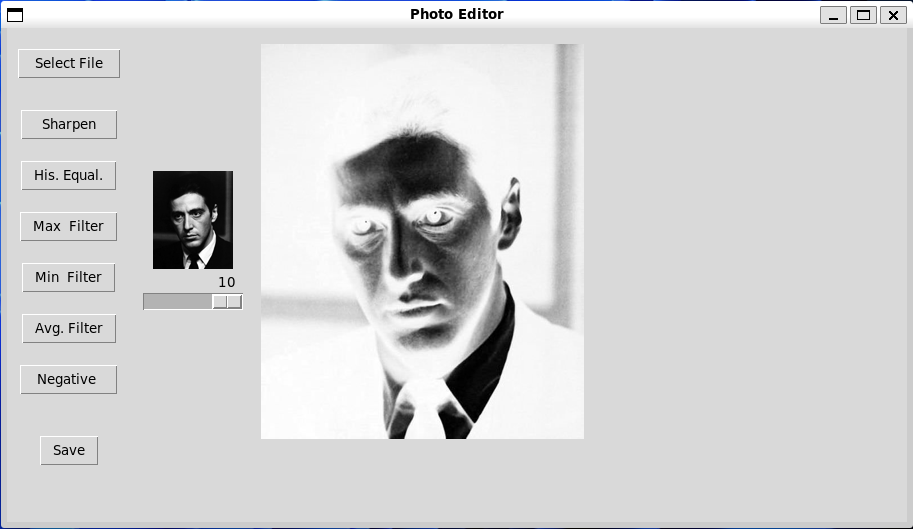 Photo Editor
Select File
Sharpen
His. Equal.
Max  Filter
Min  Filter
10
Avg. Filter
Negative
Save